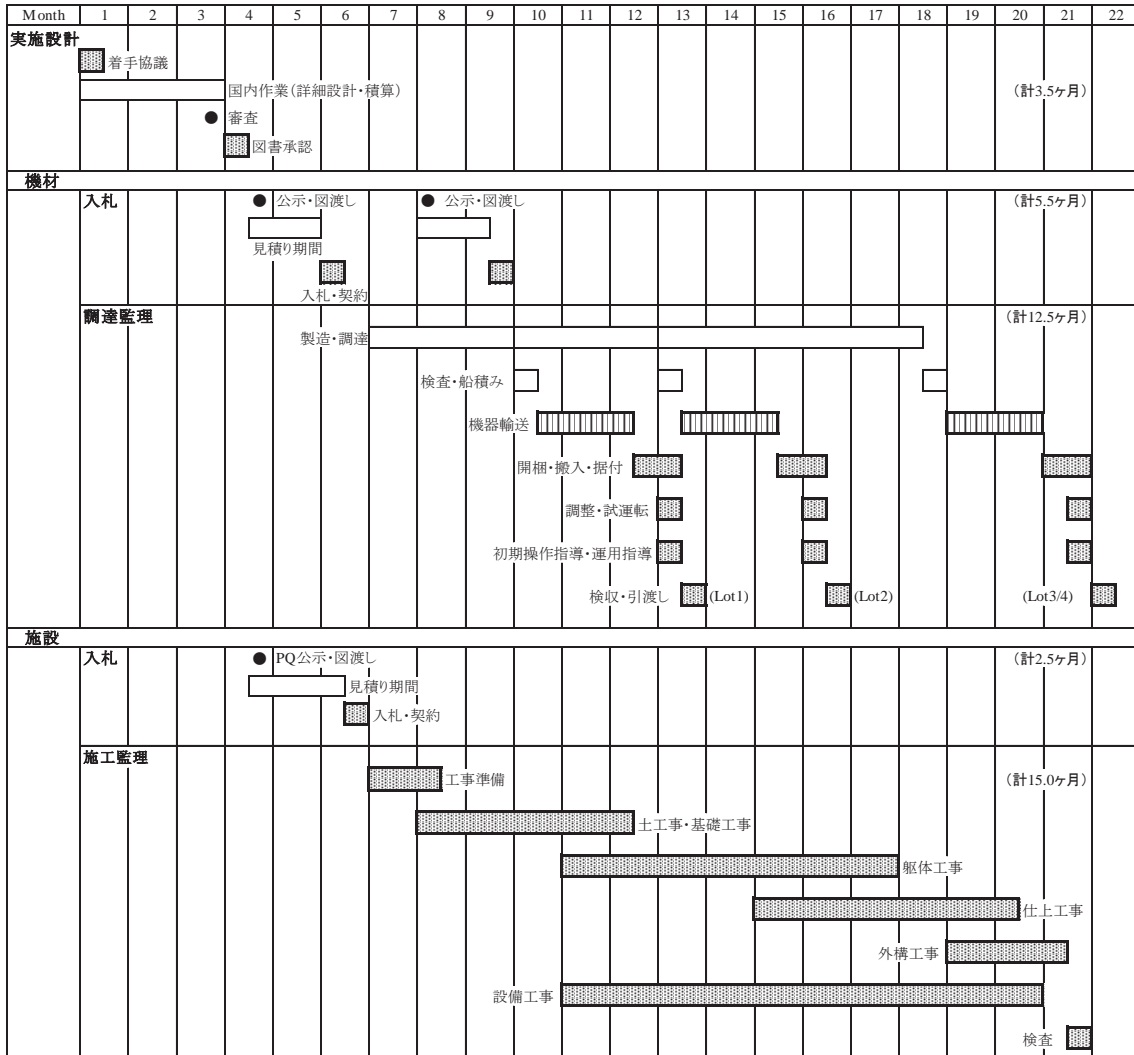 Month 1 2 3 4 5 6 7 8 9 10 11 12 13 14 15 16 17 18 19 20 21 22
実施設計
着手協議
国内作業(詳細設計・積算) (計3.5ヶ月)
● 審査
図書承認
機材
入札 ● 公示・図渡し ● 公示・図渡し (計5.5ヶ月)
見積り期間
入札・契約
調達監理 (計12.5ヶ月)
製造・調達
検査・船積み
機器輸送
開梱・搬入・据付
調整・試運転
初期操作指導・運用指導
検収・引渡し (Lot1) (Lot2) (Lot3/4)
施設
入札 ● PQ公示・図渡し (計2.5ヶ月)
見積り期間
入札・契約
施工監理
工事準備 (計15.0ヶ月)
土工事・基礎工事
躯体工事
仕上工事
外構工事
設備工事
検査